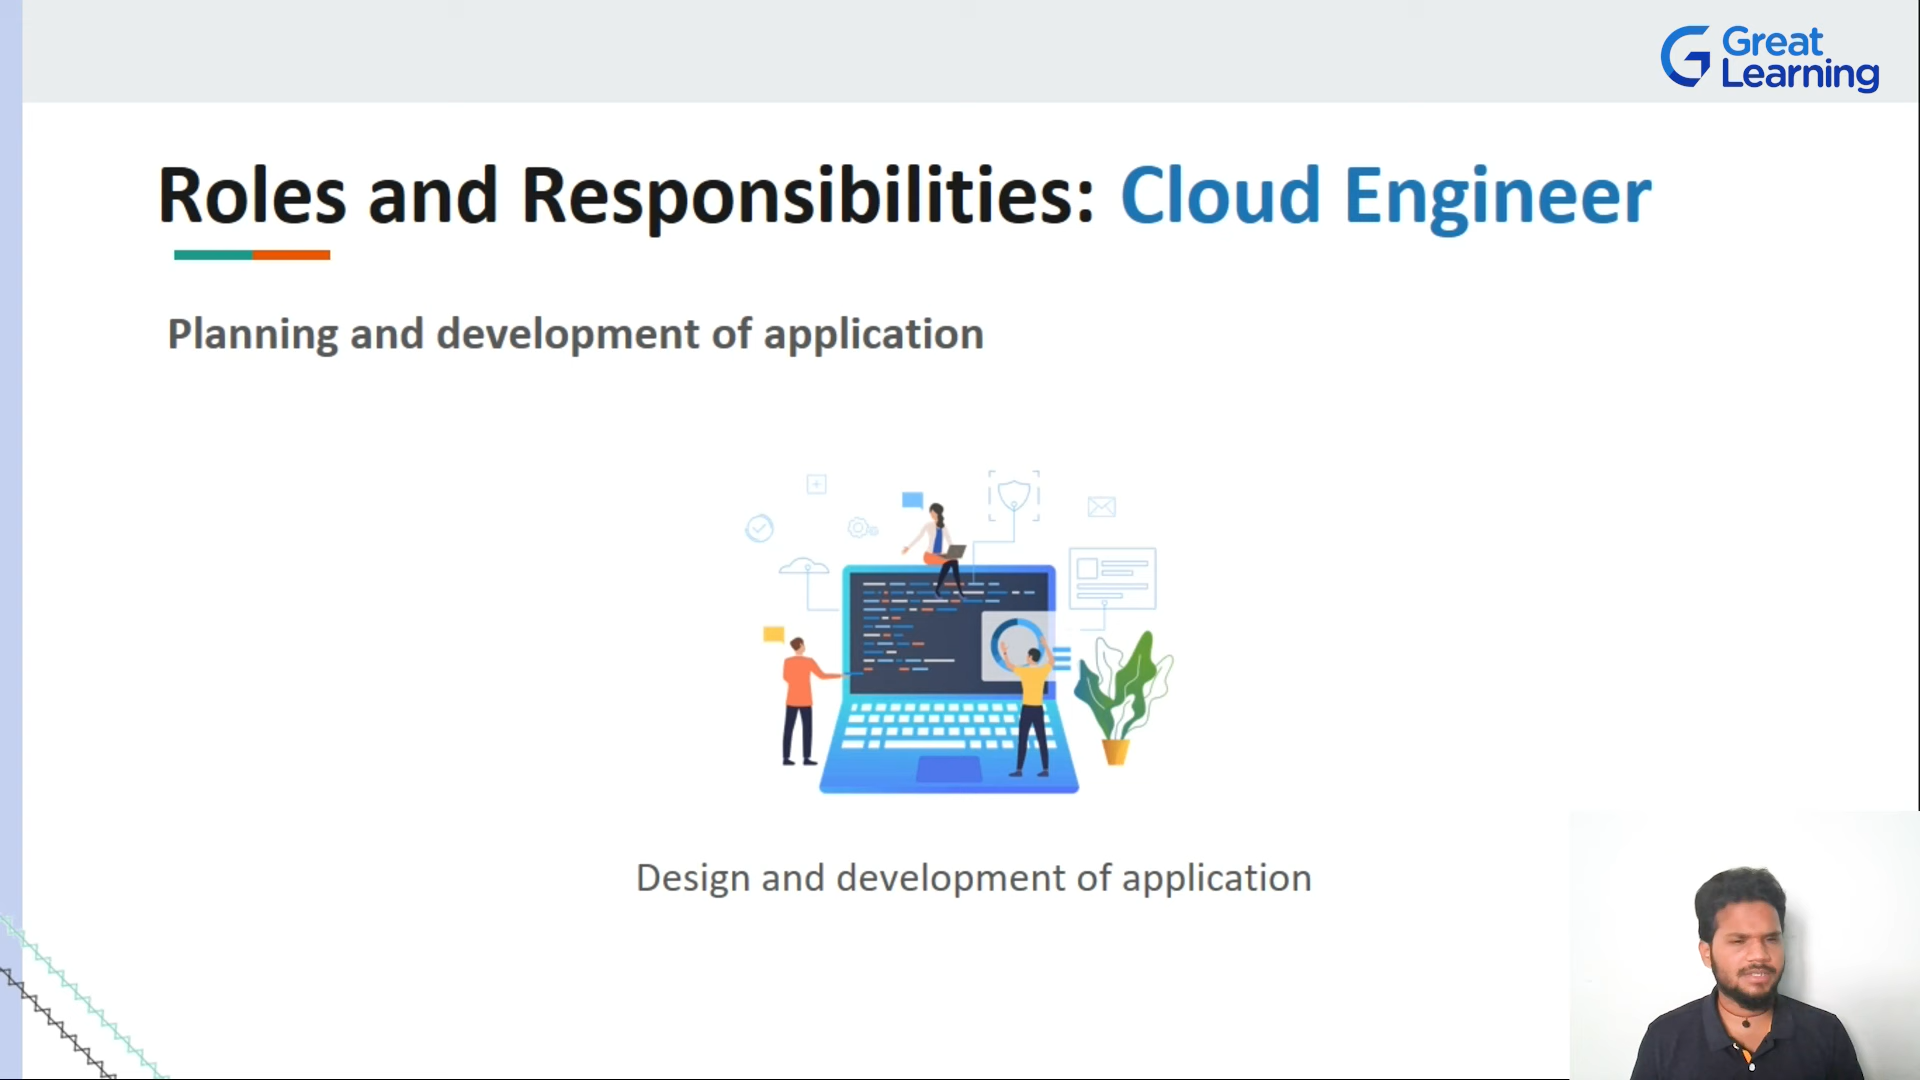 Great
Learning
Roles and Responsibilities: Cloud Engineer
Planning and development of application
Design and development of application